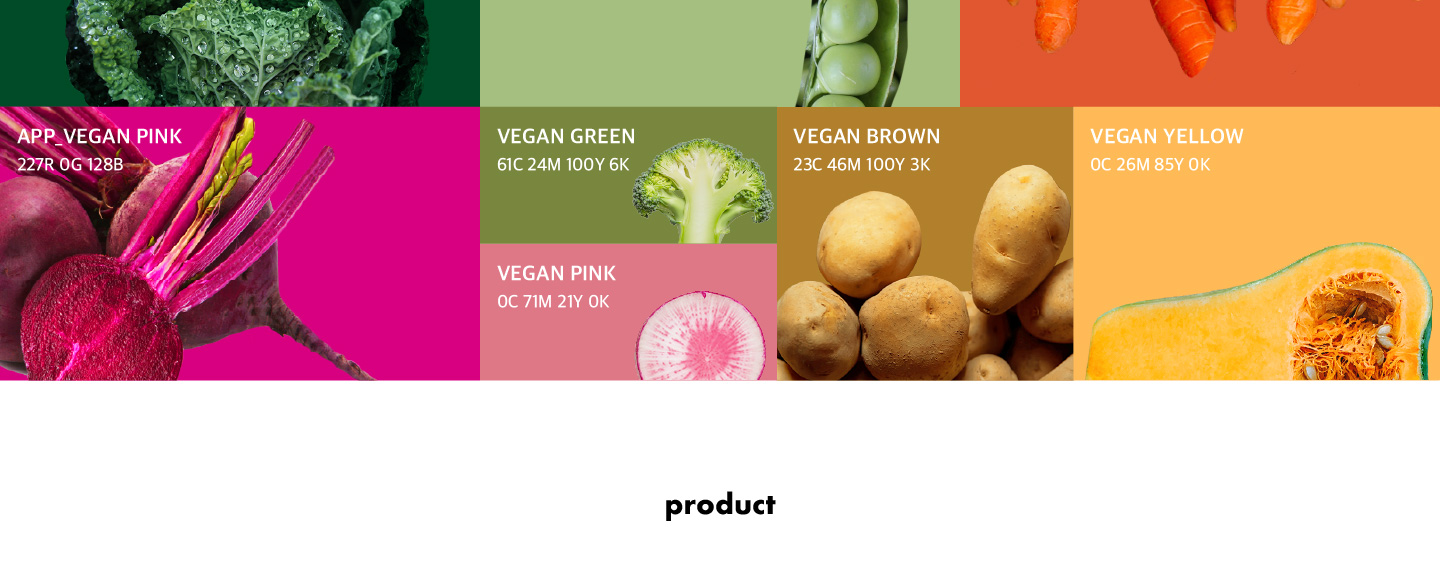 APP_VEGAN PINK
227R 0G 128B
VEGAN GREEN
61C 24M 100Y 6K
VEGAN PINK
0C 71M 21Y 0K
VEGAN BROWN
23C 46M 100Y 3K
VEGAN YELLOW
0C 26M 85Y 0K
product